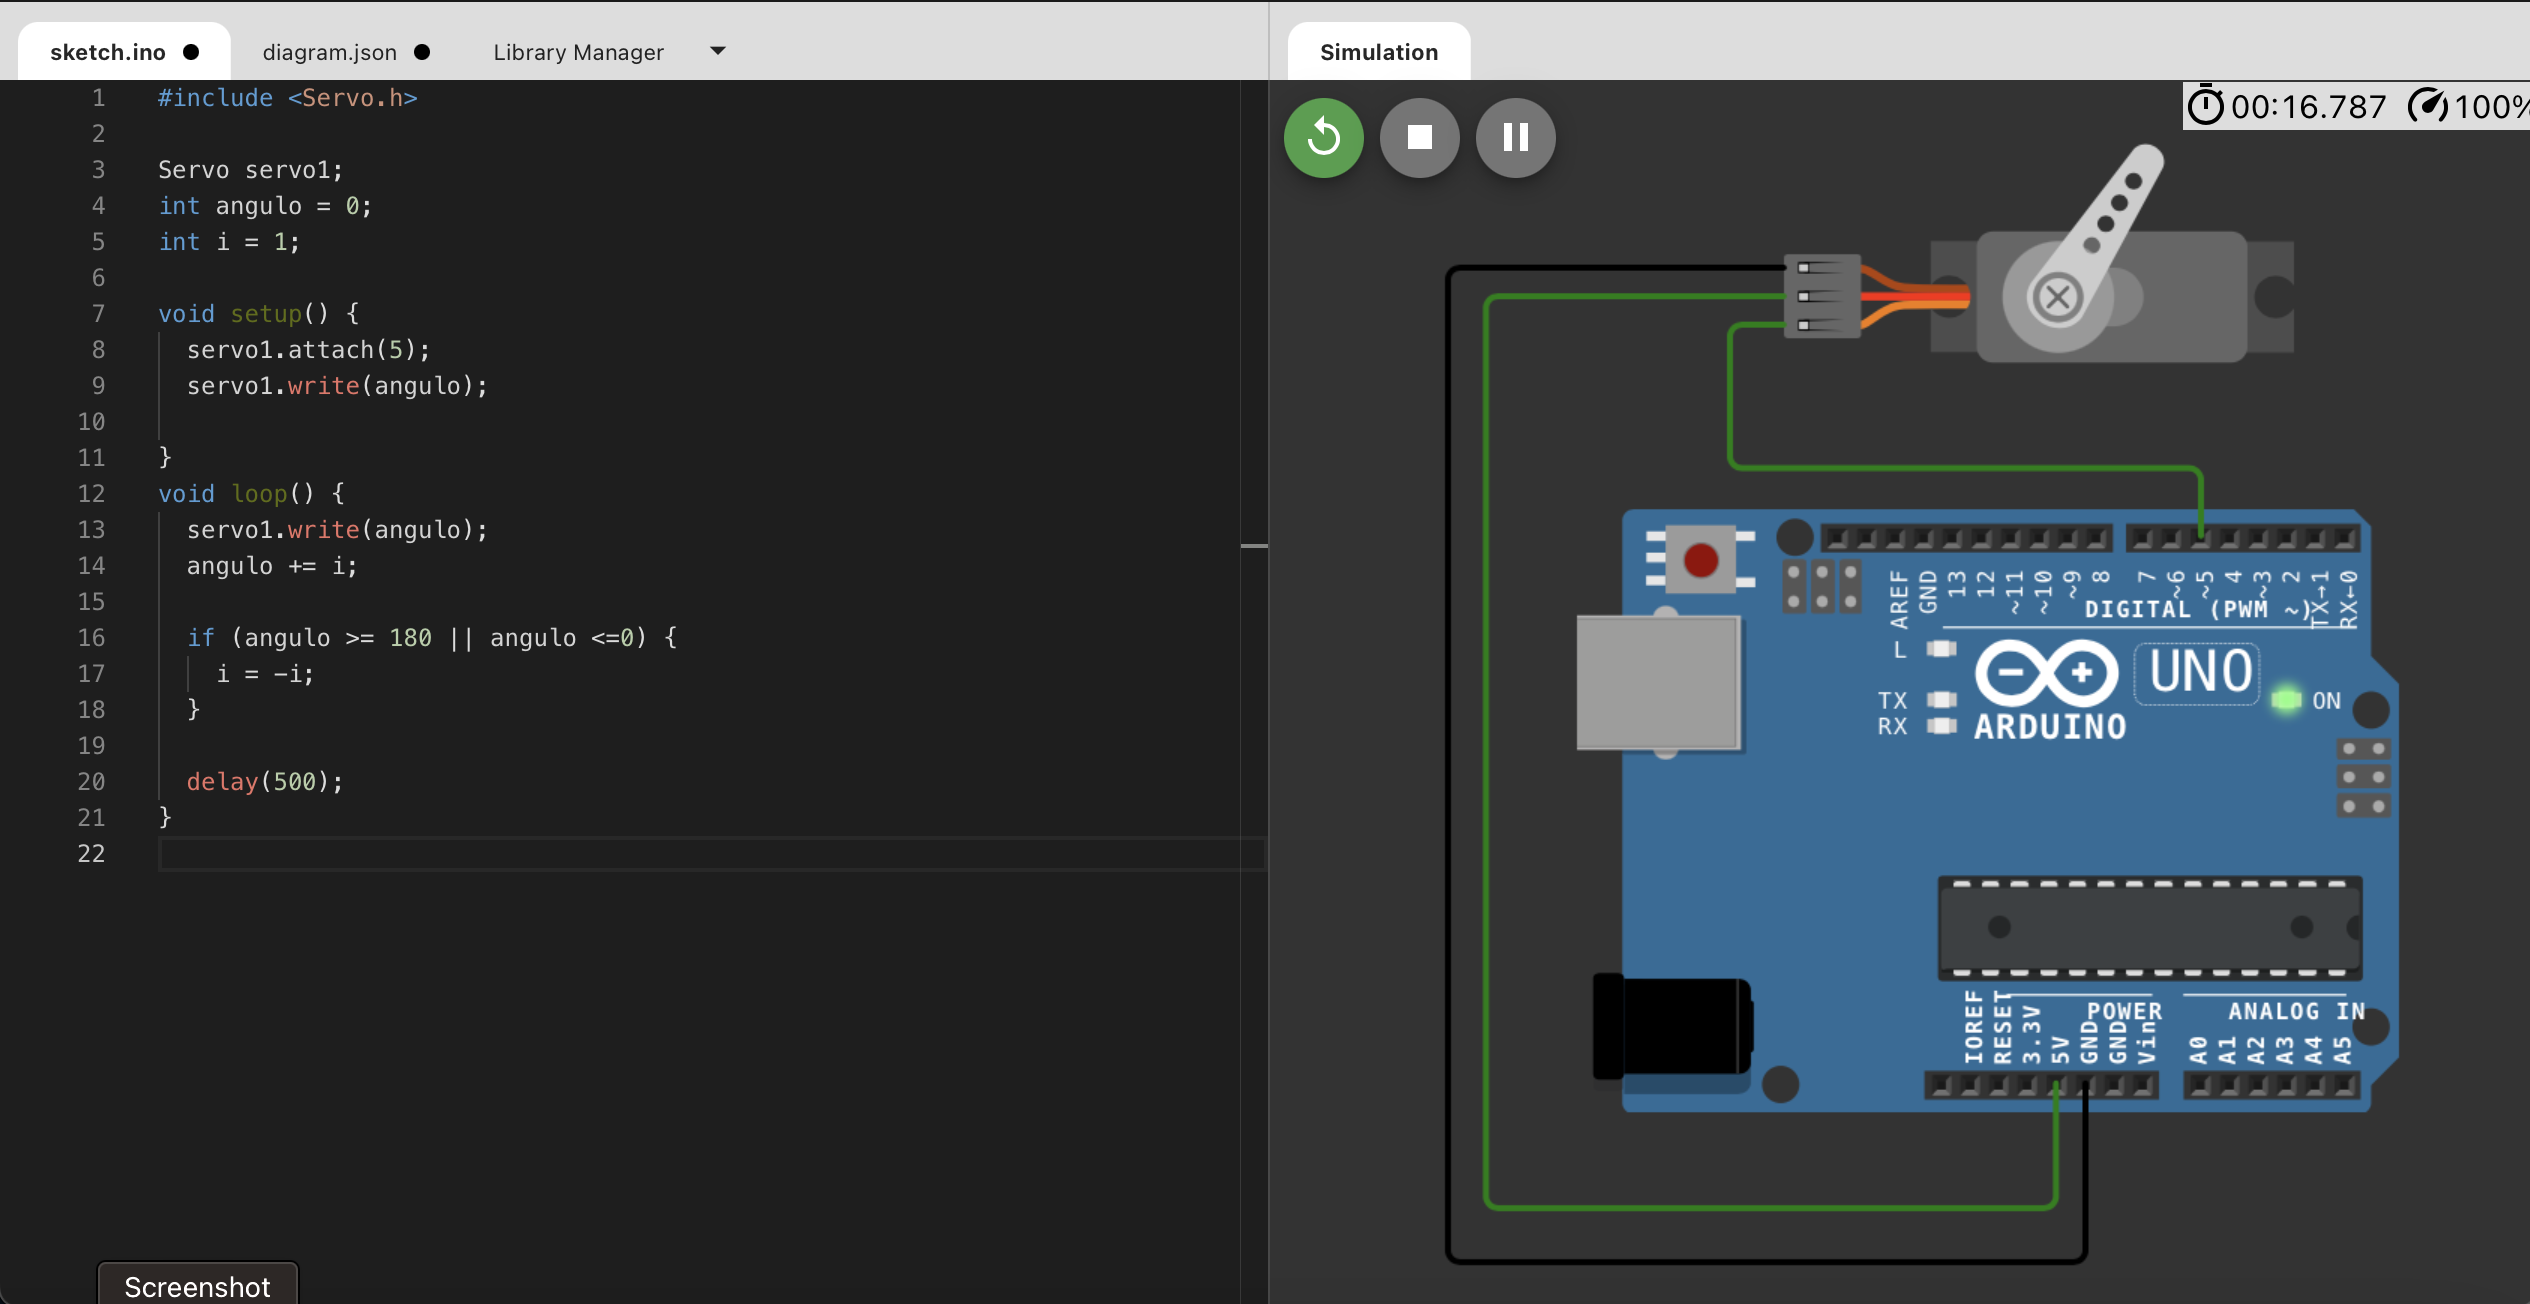 sketch.ino diagram.json Library Manager
Simulation
00:16.787 100%
1 #include <Servo.h>
2
3 Servo servo1;
4 int angulo = 0;
5 int i = 1;
6
7 void setup() {
8 servo1.attach(5);
9 servo1.write(angulo);
10
11 }
12 void loop() {
13 servo1.write(angulo);
14 angulo += i;
15
16 if (angulo >= 180 || angulo <=0) {
17 i = -i;
18 }
19
20 delay(500);
21 }
22
AREF GND 13 12 ~11 ~10 ~9 8 7 ~6 ~5 4 ~3 2 TX→1 RX←0
DIGITAL (PWM ~)
L
UNO
TX
ON
RX
ARDUINO
IOREF RESET 3.3V 5V GND GND Vin
POWER
ANALOG IN
A0 A1 A2 A3 A4 A5
Screenshot